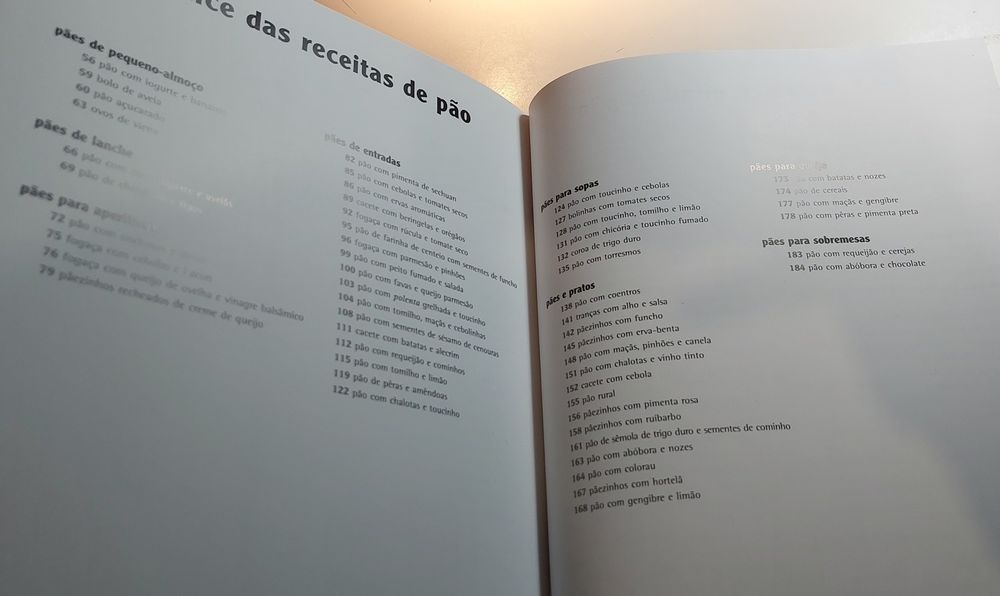 das receitas de pão
pães de pequeno-almoço
56 pão com iogurte e banana
59 bolo de aveia
60 pão açucarado
63 ovos de
pães de lanche
66 pão com iogurte e avelãs
69 pão de
pães para aperitivo
72 pão com
75 fogaça com cebolas e
76 fogaça com queijo de ovelha e vinagre balsâmico
79 pãezinhos recheados de creme de queijo
pães de entradas
82 pão com pimenta de sechuan
85 pão com cebolas e tomates secos
86 pão com ervas aromáticas
89 cacete com beringelas e orégãos
92 fogaça com rúcula e tomate seco
95 pão de farinha de centeio com sementes de funcho
96 fogaça com parmesão e pinhões
99 pão com peito fumado e salada
100 pão com favas e queijo parmesão
103 pão com polenta grelhada e toucinho
104 pão com tomilho, maçãs e cebolinhas
108 pão com sementes de sésamo de cenouras
111 cacete com batatas e alecrim
112 pão com requeijão e cominhos
115 pão com tomilho e limão
119 pão de pêras e amêndoas
122 pão com chalotas e toucinho
pães para sopas
124 pão com toucinho e cebolas
127 bolinhas com tomates secos
128 pão com toucinho, tomilho e limão
131 pão com chicória e toucinho fumado
132 coroa de trigo duro
135 pão com torresmos
pães e pratos
138 pão com coentros
141 tranças com alho e salsa
142 pãezinhos com funcho
145 pãezinhos com erva-benta
148 pão com maçãs, pinhões e canela
151 pão com chalotas e vinho tinto
152 cacete com cebola
155 pão rural
156 pãezinhos com pimenta rosa
158 pãezinhos com ruibarbo
161 pão de sêmola de trigo duro e sementes de cominho
163 pão com abóbora e nozes
164 pão com colorau
167 pãezinhos com hortelã
168 pão com gengibre e limão
pães para queijo
173 pão com batatas e nozes
174 pão de cereais
177 pão com maçãs e gengibre
178 pão com pêras e pimenta preta
pães para sobremesas
183 pão com requeijão e cerejas
184 pão com abóbora e chocolate